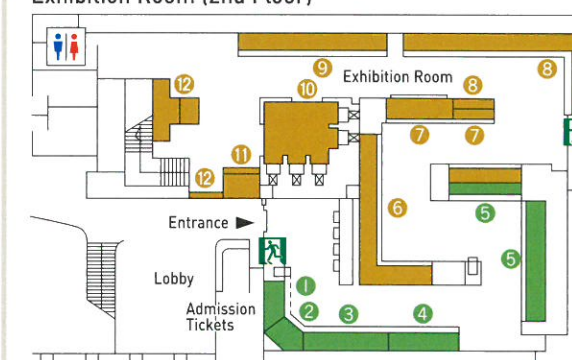 Exhibition Room (2nd Floor)
12
9
Exhibition Room
8
8
10
7
7
11
12
6
5
5
Entrance ►
Lobby
Admission
Tickets
1
2
3
4